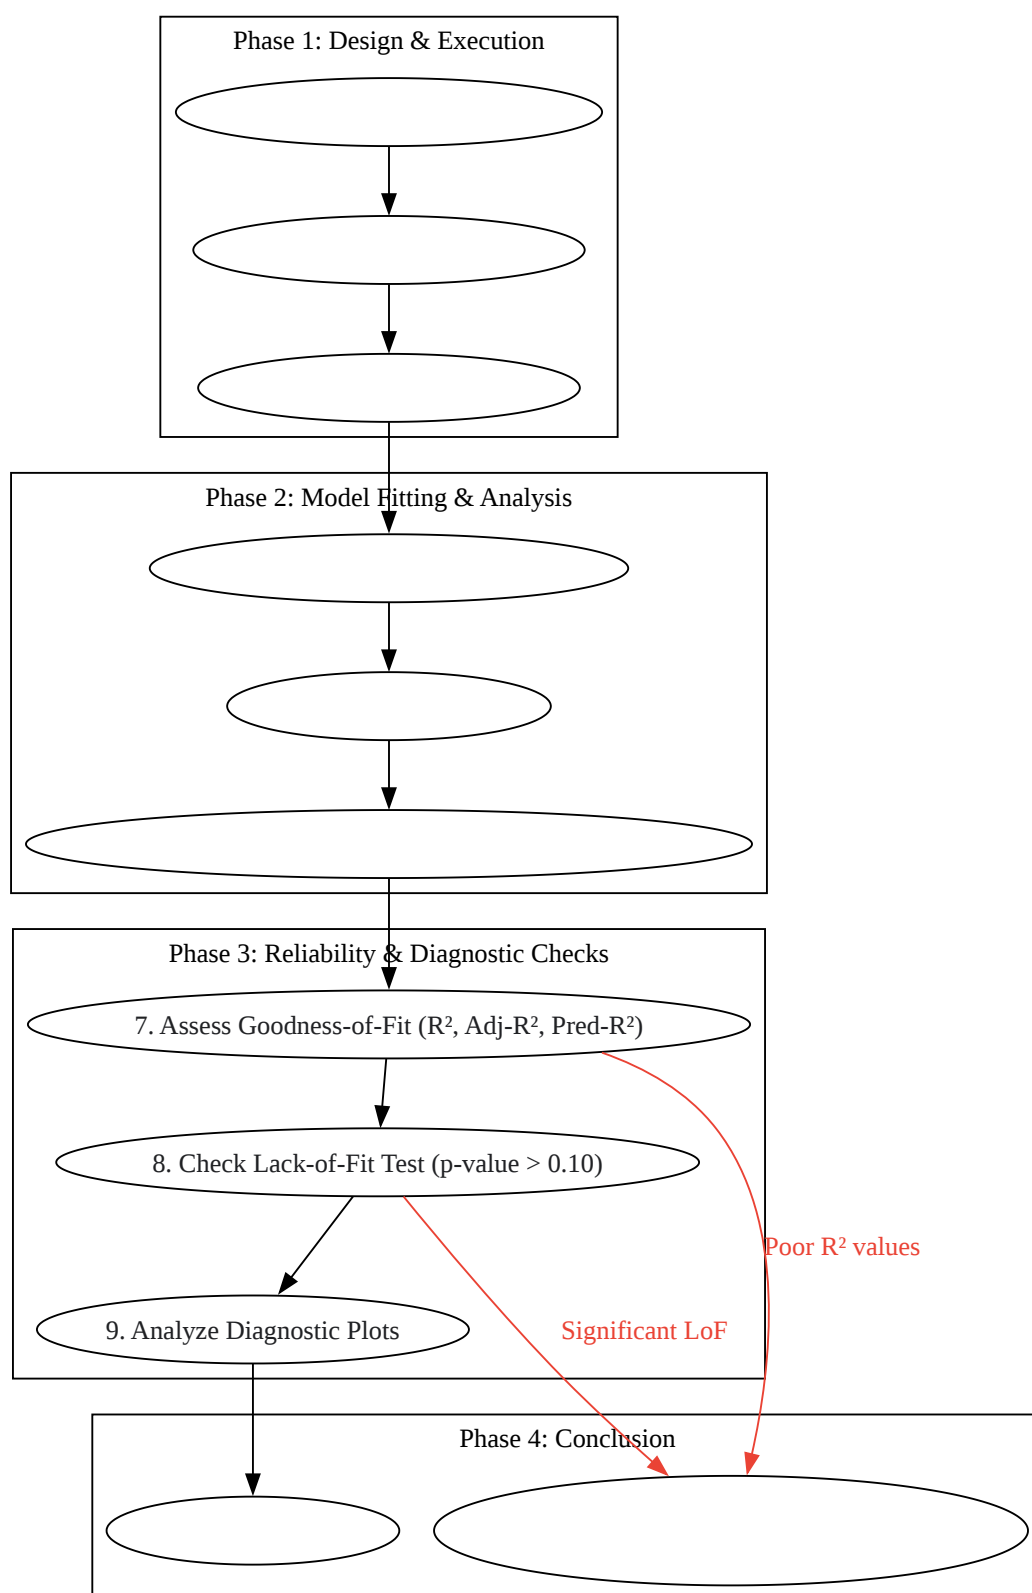 Phase 1: Design & Execution
Phase 2: Model Fitting & Analysis
Phase 3: Reliability & Diagnostic Checks
7. Assess Goodness-of-Fit (R², Adj-R², Pred-R²)
8. Check Lack-of-Fit Test (p-value > 0.10)
Poor R² values
9. Analyze Diagnostic Plots
Significant LoF
Phase 4: Conclusion